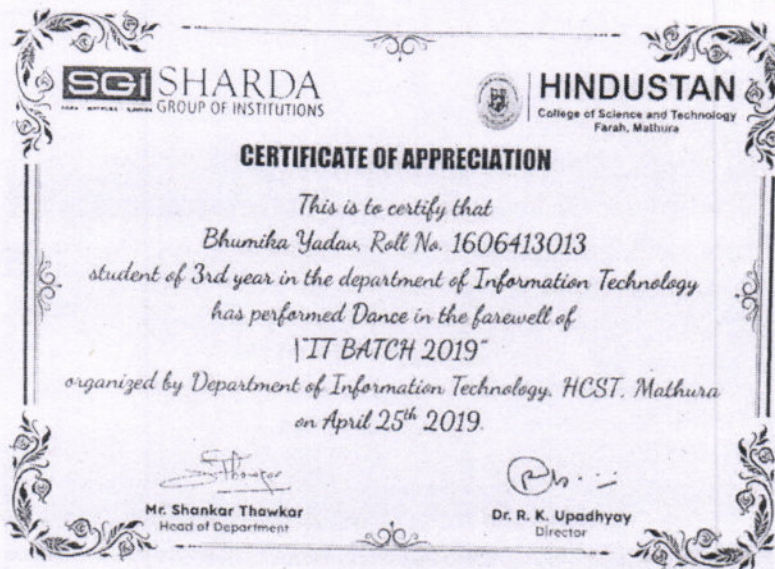 SGI SHARDA
GROUP OF INSTITUTIONS
HINDUSTAN
College of Science and Technology
Farah, Mathura
CERTIFICATE OF APPRECIATION
This is to certify that
Bhumika Yadav, Roll No. 1606413013
student of 3rd year in the department of Information Technology
has performed Dance in the farewell of
"IT BATCH 2019"
organized by Department of Information Technology, HCST, Mathura
on April 25th 2019.
Mr. Shankar Thawkar
Head of Department
Dr. R. K. Upadhyay
Director